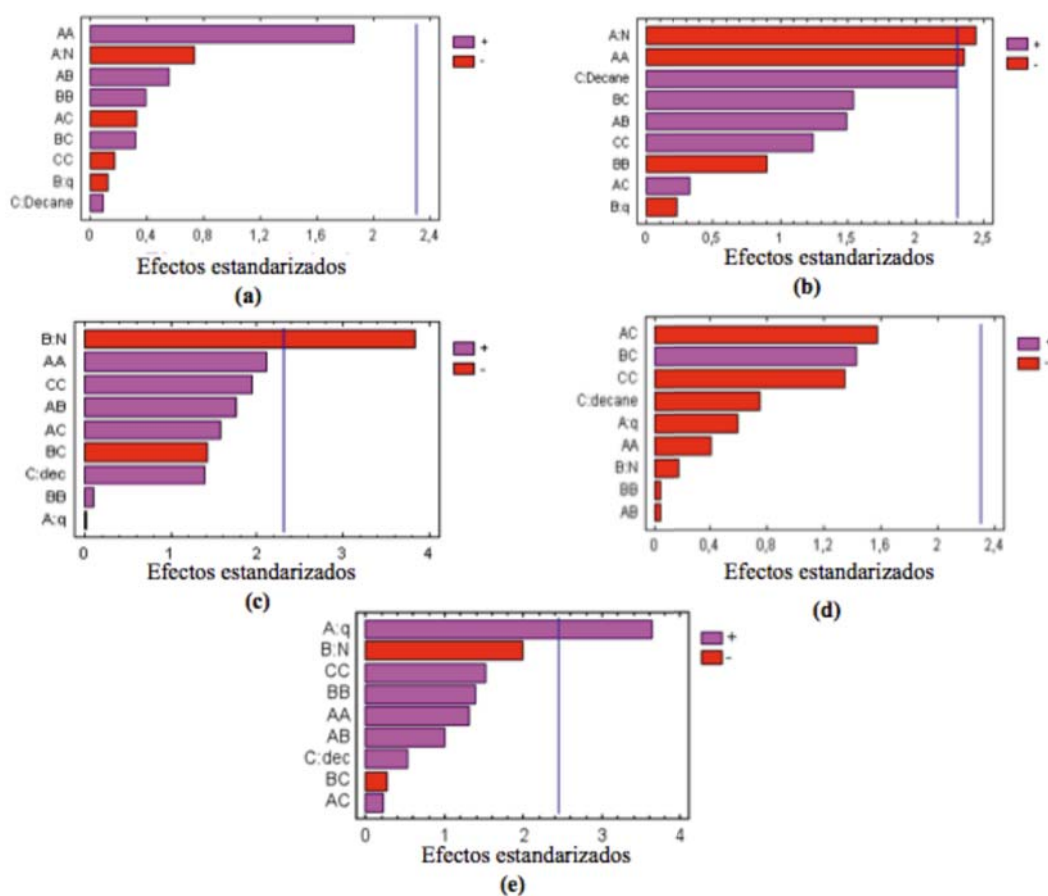 AA
A:N
AB
BB
AC
BC
CC
B:q
C:Decane
+
-
0 0,4 0,8 1,2 1,6 2 2,4
Efectos estandarizados
(a)
A:N
AA
C:Decane
BC
AB
CC
BB
AC
B:q
+
-
0 0,5 1 1,5 2 2,5
Efectos estandarizados
(b)
B:N
AA
CC
AB
AC
BC
C:dec
BB
A:q
+
-
0 1 2 3 4
Efectos estandarizados
(c)
AC
BC
CC
C:decane
A:q
AA
B:N
BB
AB
+
-
0 0,4 0,8 1,2 1,6 2 2,4
Efectos estandarizados
(d)
A:q
B:N
CC
BB
AA
AB
C:dec
BC
AC
+
-
0 1 2 3 4
Efectos estandarizados
(e)